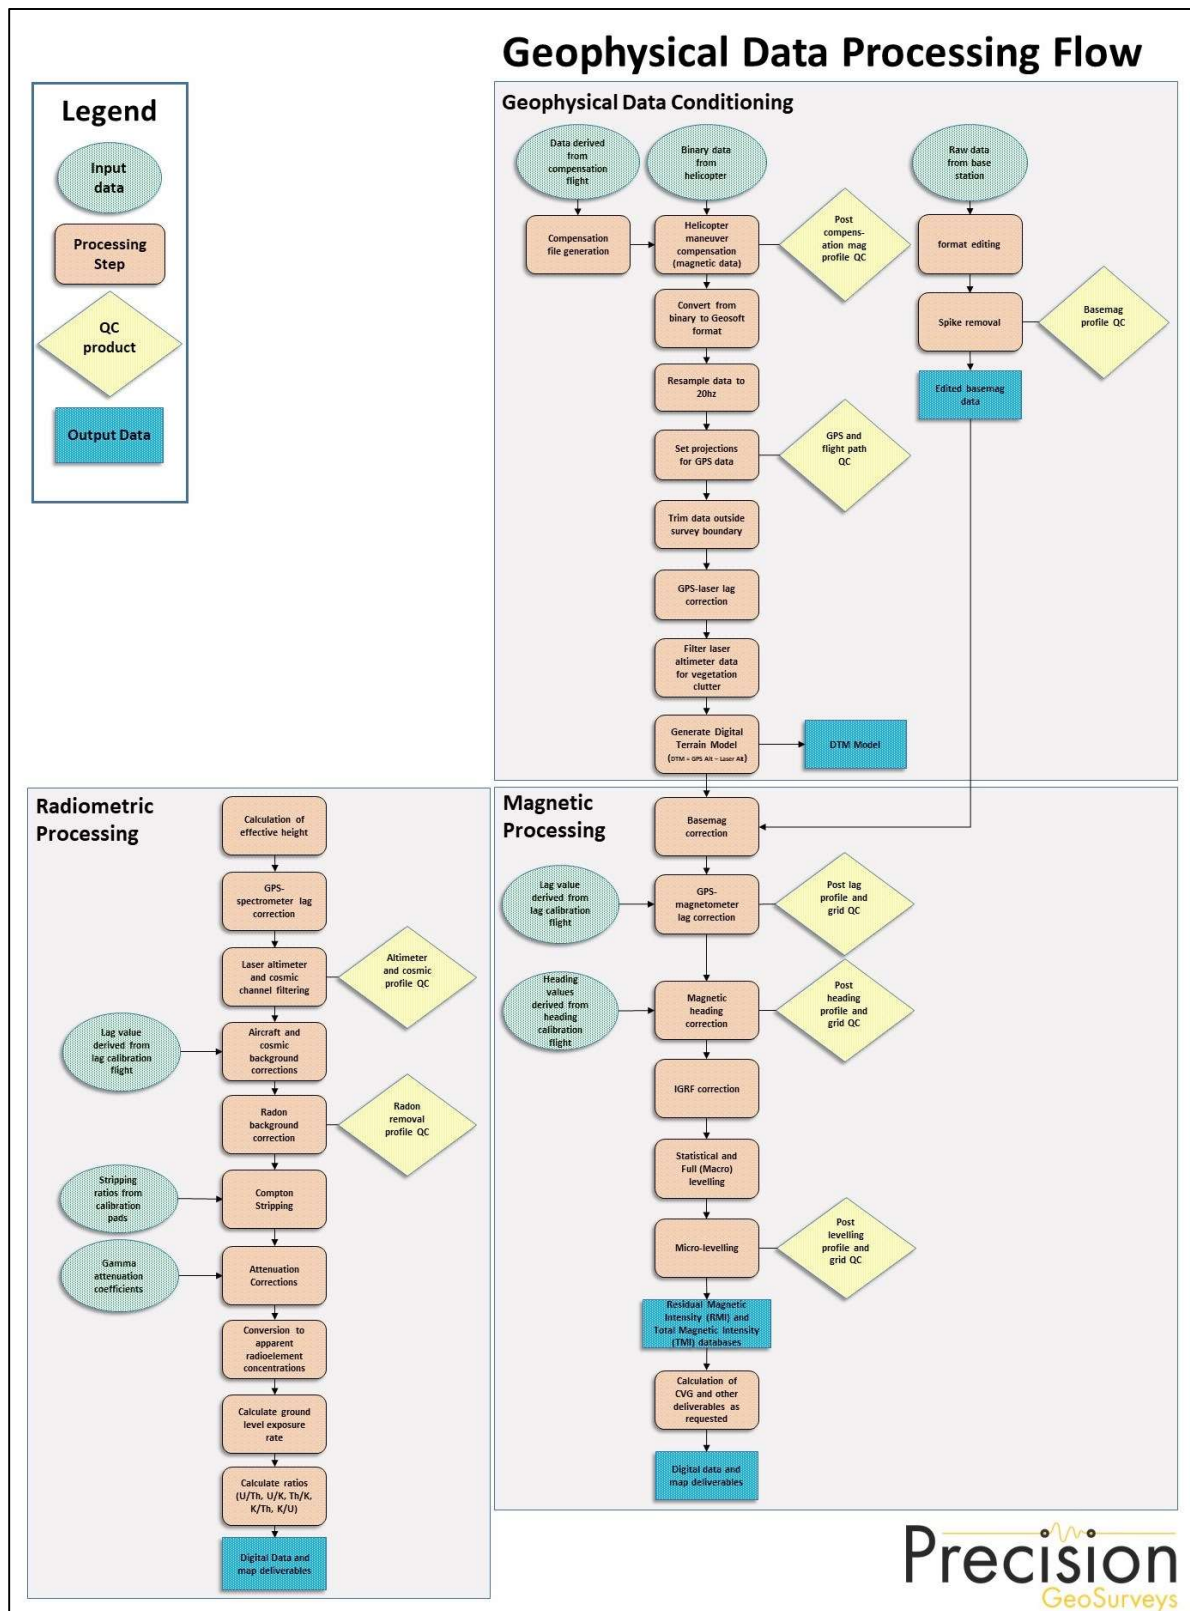 Geophysical Data Processing Flow
Legend
Input
data
Processing
Step
QC
product
Output Data
Geophysical Data Conditioning
Data derived
from
compensation
flight
Binary data
from
helicopter
Raw data
from base
station
Compensation
file generation
Helicopter
maneuver
compensation
(magnetic data)
Post
compens-
ation mag
profile QC
format editing
Convert from
binary to Geosoft
format
Spike removal
Basemag
profile QC
Resample data to
20hz
Edited basemag
data
Set projections
for GPS data
GPS and
flight path
QC
Trim data outside
survey boundary
GPS-laser lag
correction
Filter laser
altimeter data
for vegetation
clutter
Generate Digital
Terrain Model
(DTM = GPS Alt – Laser Alt)
DTM Model
Radiometric
Processing
Calculation of
effective height
GPS-
spectrometer lag
correction
Laser altimeter
and cosmic
channel filtering
Altimeter
and cosmic
profile QC
Lag value
derived from
lag calibration
flight
Aircraft and
cosmic
background
corrections
Radon
background
correction
Radon
removal
profile QC
Stripping
ratios from
calibration
pads
Compton
Stripping
Gamma
attenuation
coefficients
Attenuation
Corrections
Conversion to
apparent
radioelement
concentrations
Calculate ground
level exposure
rate
Calculate ratios
(U/Th, U/K, Th/K,
K/Th, K/U)
Digital Data and
map deliverables
Magnetic
Processing
Basemag
correction
Lag value
derived from
lag calibration
flight
GPS-
magnetometer
lag correction
Post lag
profile and
grid QC
Heading
values
derived from
heading
calibration
flight
Magnetic
heading
correction
Post
heading
profile and
grid QC
IGRF correction
Statistical and
Full (Macro)
levelling
Micro-levelling
Post
levelling
profile and
grid QC
Residual Magnetic
Intensity (RMI) and
Total Magnetic Intensity
(TMI) databases
Calculation of
CVG and other
deliverables as
requested
Digital data and
map deliverables
Precision
GeoSurveys